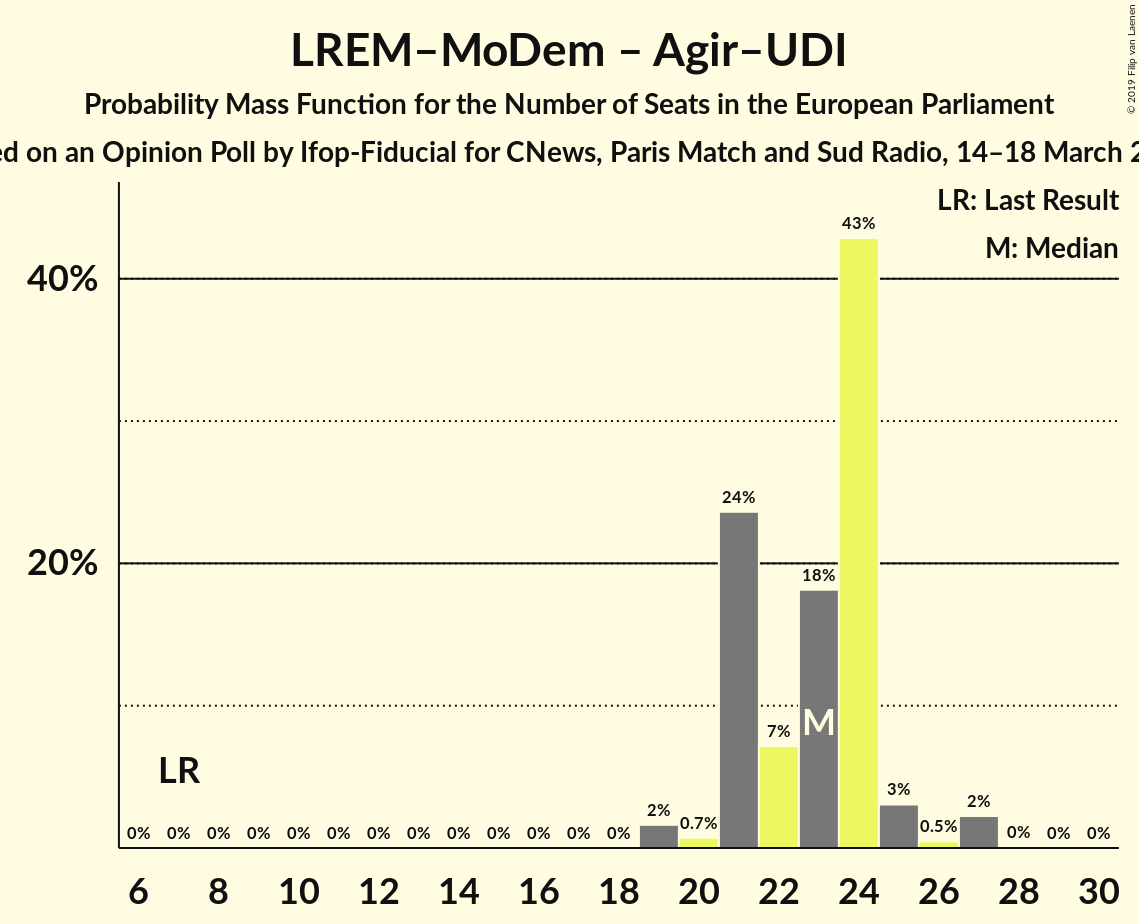 LREM–MoDem – Agir–UDI
Probability Mass Function for the Number of Seats in the European Parliament
on an Opinion Poll by Ifop-Fiducial for CNews, Paris Match and Sud Radio, 14–18 March
© 2019 Filip van Laenen
LR: Last Result
M: Median
43%
40%
24%
20%
18%
M
7%
LR
3%
2%
2%
0.7%
0.5%
0% 0% 0% 0% 0% 0% 0% 0% 0% 0% 0% 0% 0% 0% 0% 0%
6 8 10 12 14 16 18 20 22 24 26 28 30